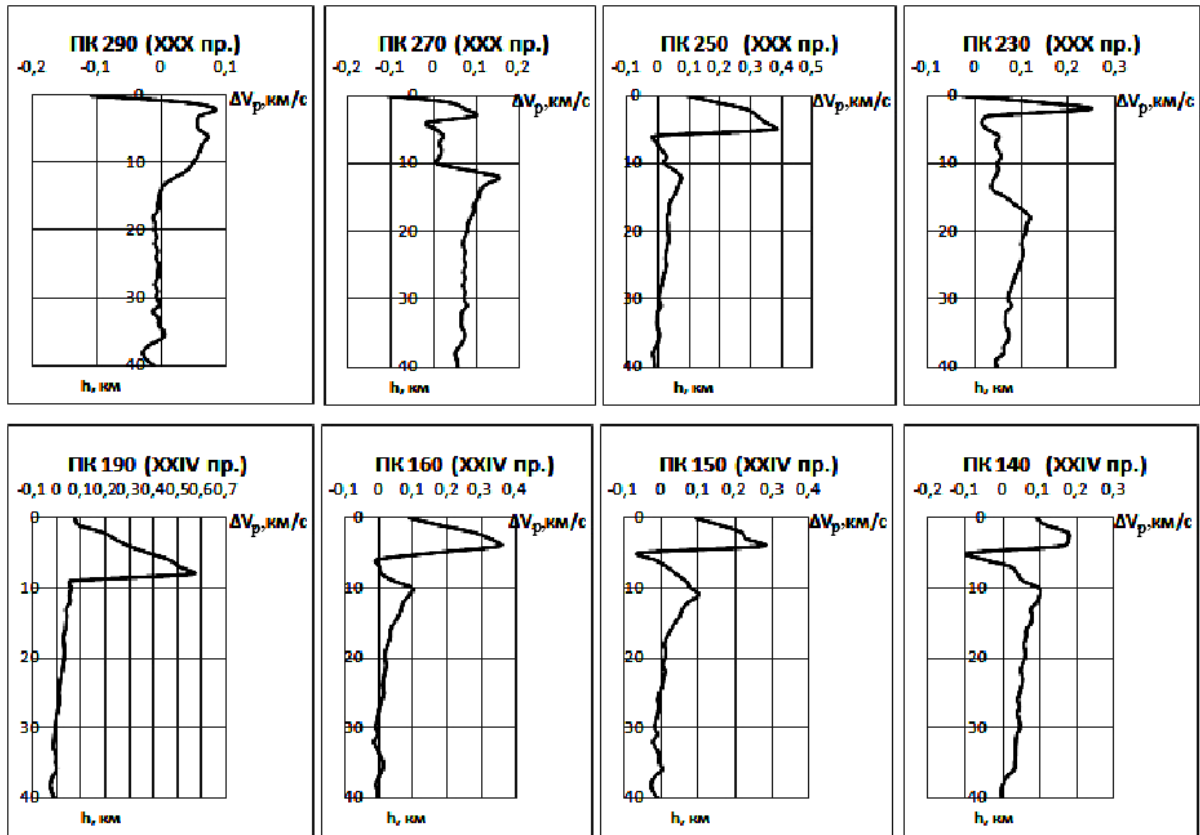 ПК 290 (XXX пр.)
-0,2 -0,1 0 0,1
0 ΔVp,км/с
10
20
30
40
h, км
ПК 270 (XXX пр.)
-0,2 -0,1 0 0,1 0,2
0 ΔVp,км/с
10
20
30
40
h, км
ПК 250 (XXX пр.)
-0,1 0 0,1 0,2 0,3 0,4 0,5
0 ΔVp,км/с
10
20
30
40
h, км
ПК 230 (XXX пр.)
-0,1 0 0,1 0,2 0,3
0 ΔVp,км/с
10
20
30
40
h, км
ПК 190 (XXIV пр.)
-0,1 0 0,10,20,30,40,50,60,7
0 ΔVp,км/с
10
20
30
40
h, км
ПК 160 (XXIV пр.)
-0,1 0 0,1 0,2 0,3 0,4
0 ΔVp,км/с
10
20
30
40
h, км
ПК 150 (XXIV пр.)
-0,1 0 0,1 0,2 0,3 0,4
0 ΔVp,км/с
10
20
30
40
h, км
ПК 140 (XXIV пр.)
-0,2 -0,1 0 0,1 0,2 0,3
0 ΔVp,км/с
10
20
30
40
h, км